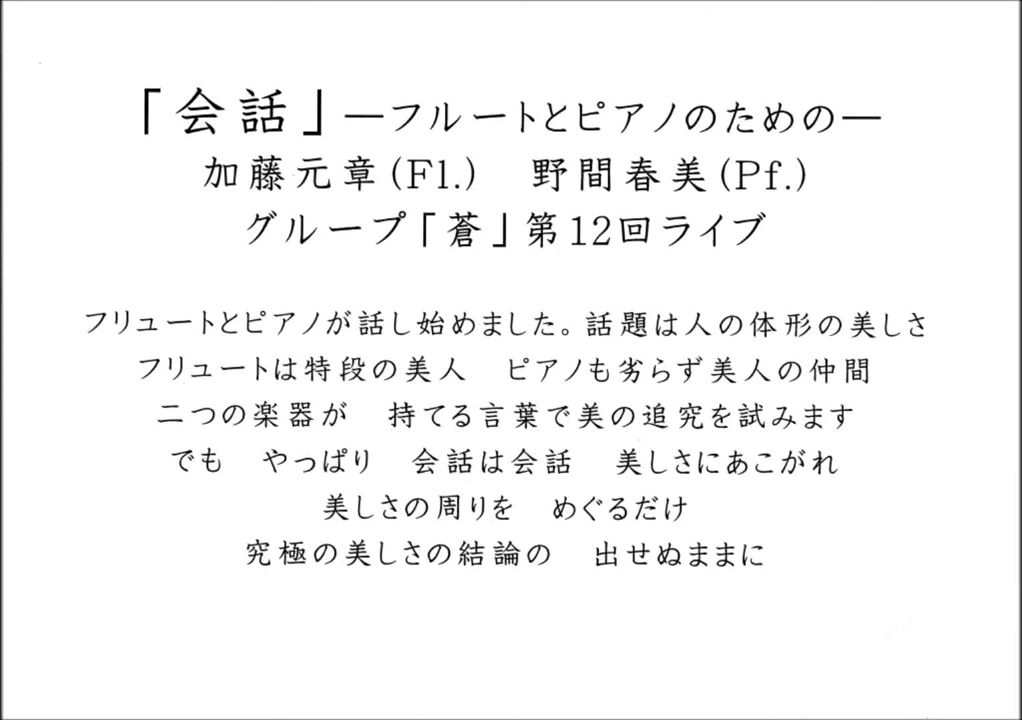 「会話」―フルートとピアノのための―
加藤元章(Fl.)　野間春美(Pf.)
グループ「蒼」第12回ライブ
フリュートとピアノが話し始めました。話題は人の体形の美しさ
フリュートは特段の美人　ピアノも劣らず美人の仲間
二つの楽器が　持てる言葉で美の追究を試みます
でも　やっぱり　会話は会話　美しさにあこがれ
美しさの周りを　めぐるだけ
究極の美しさの結論の　出せぬままに